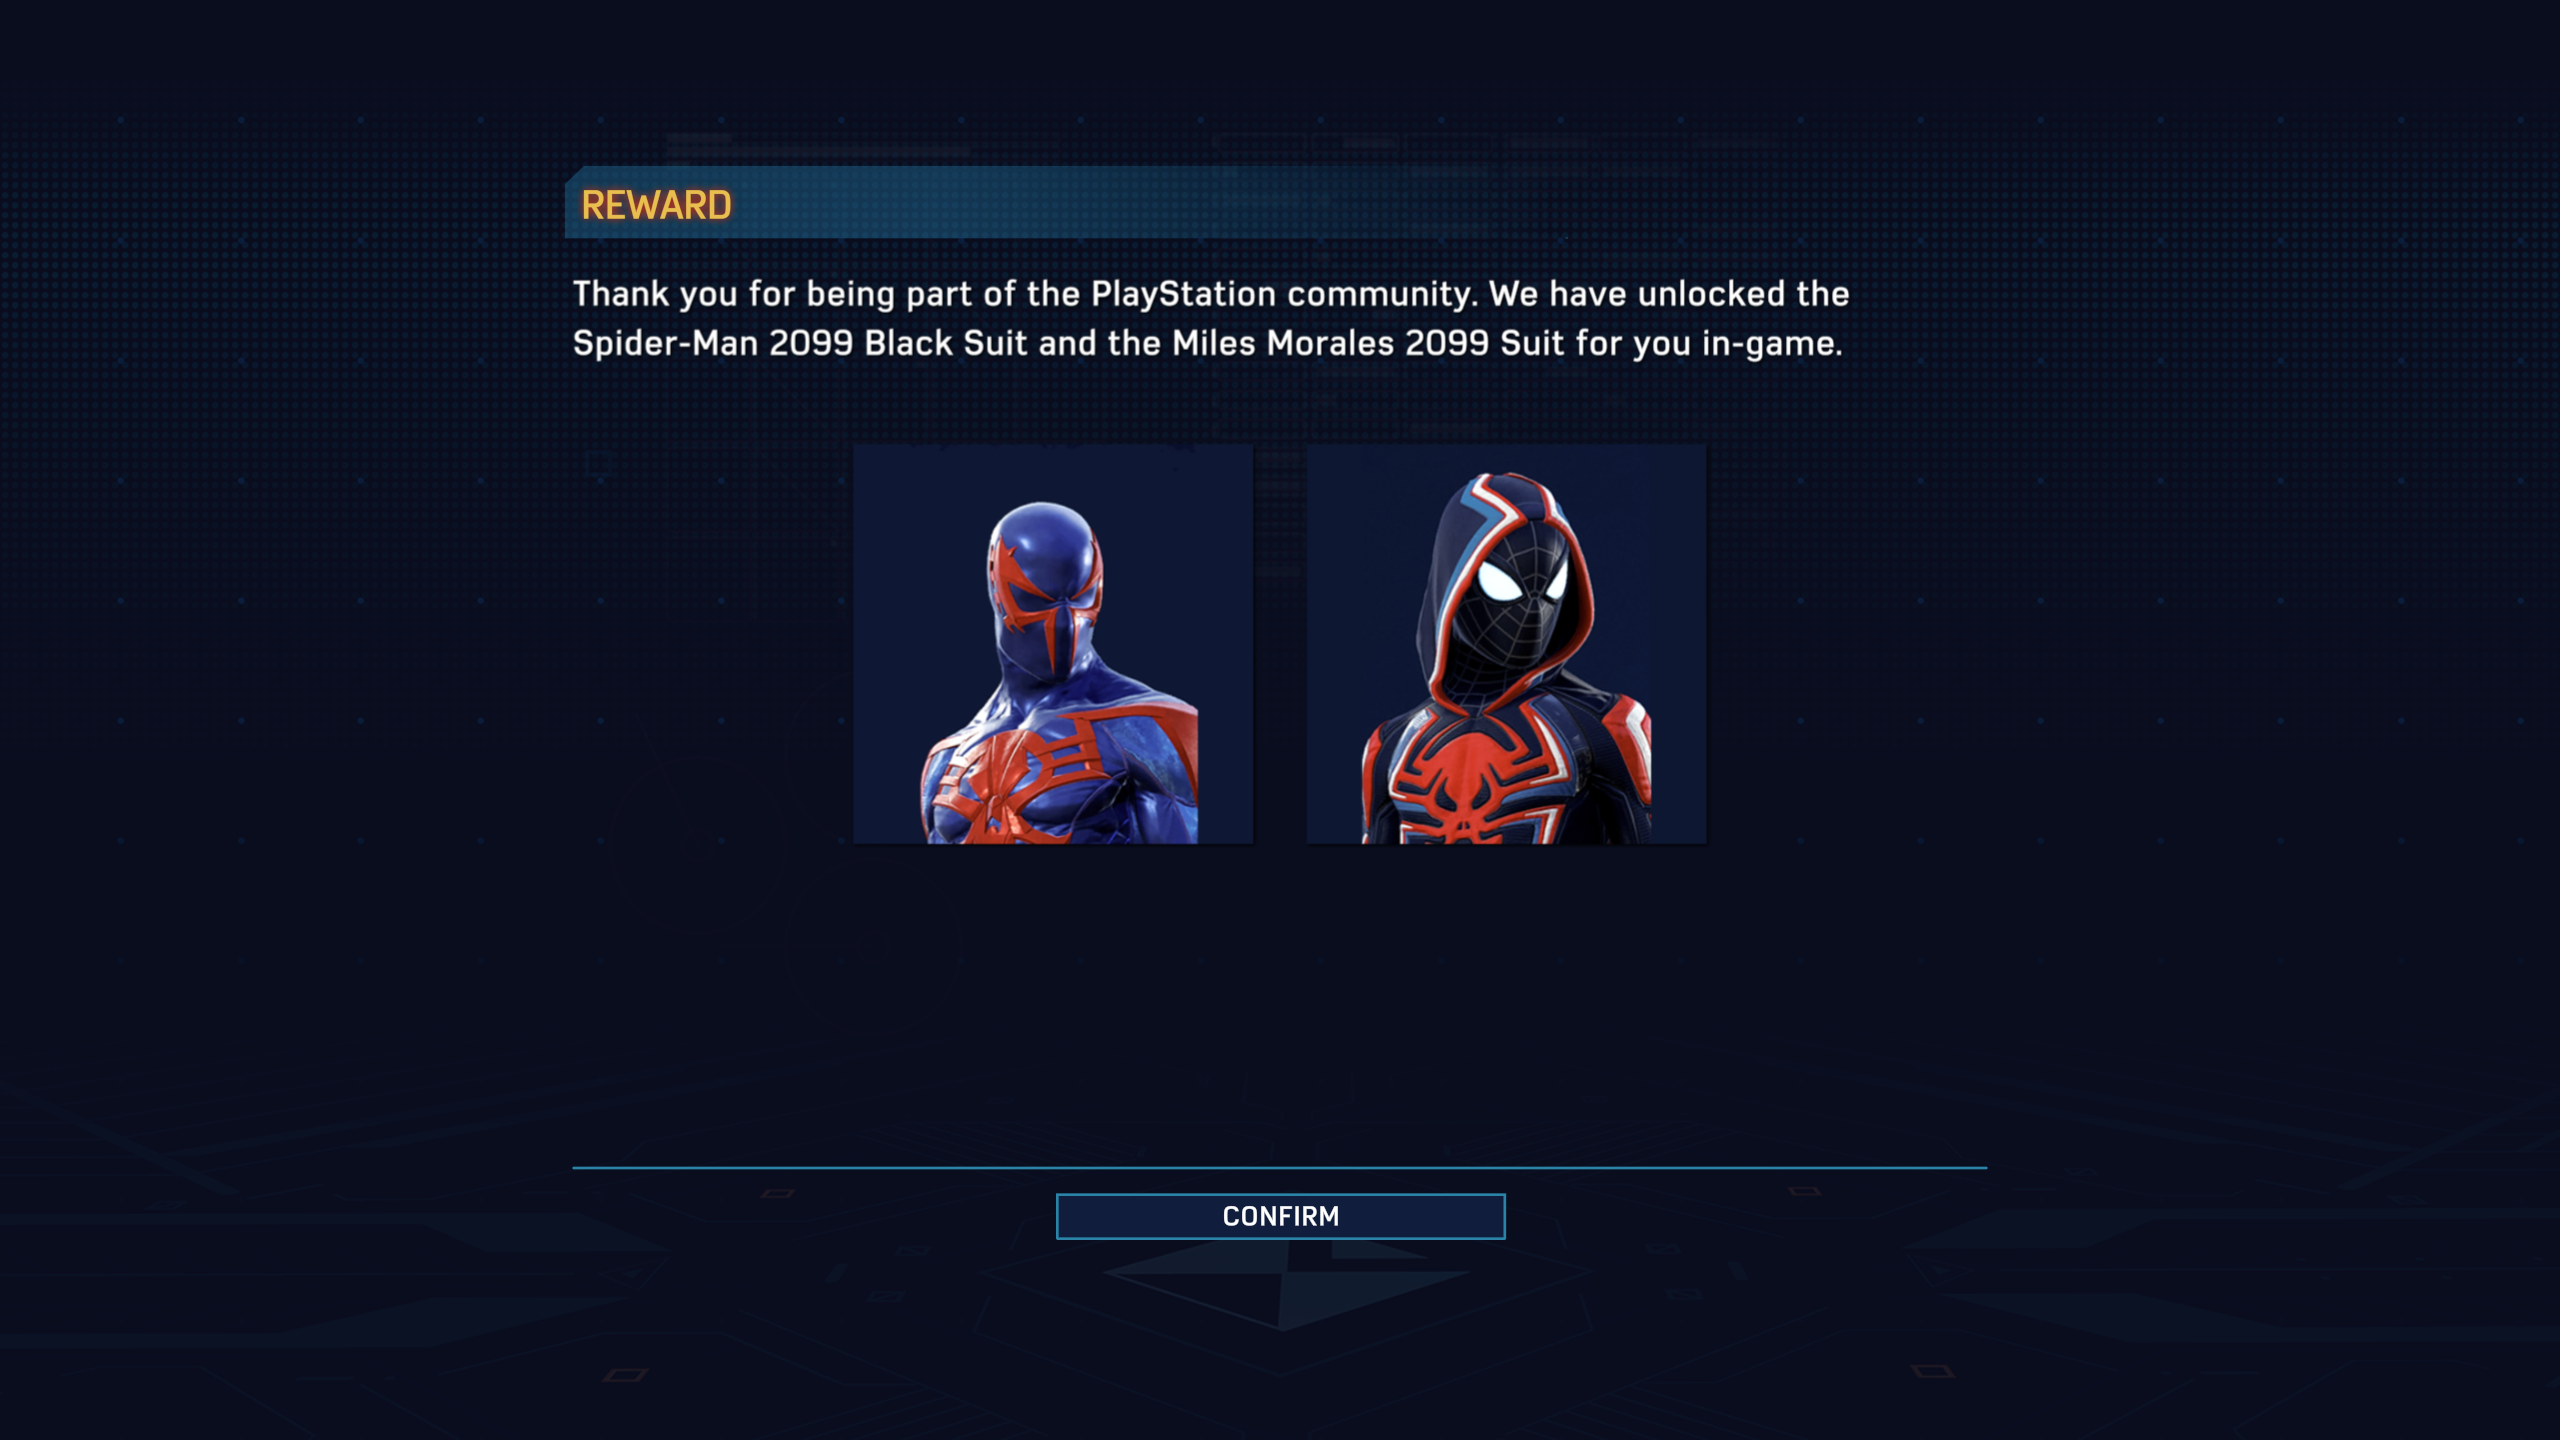 REWARD
Thank you for being part of the PlayStation community. We have unlocked the
Spider-Man 2099 Black Suit and the Miles Morales 2099 Suit for you in-game.
CONFIRM